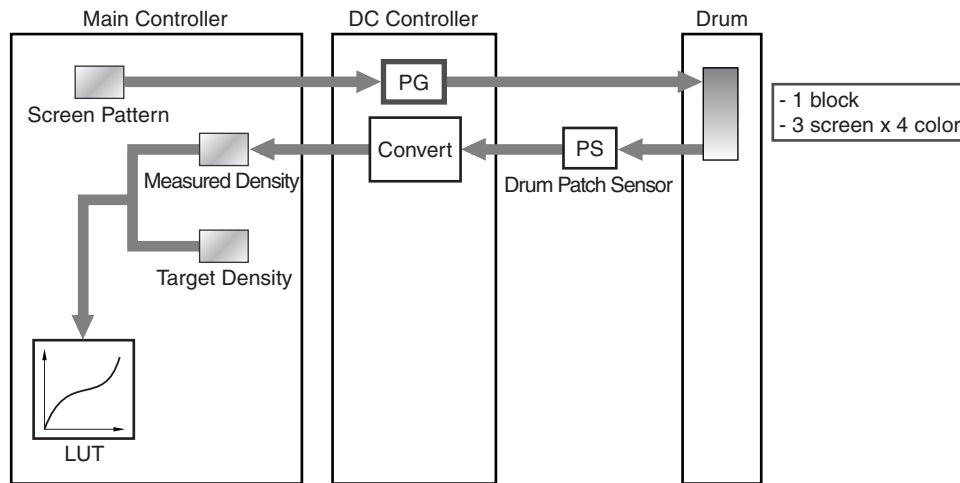 Main Controller
DC Controller
Drum
PG
Screen Pattern
- 1 block
- 3 screen x 4 color
Convert
PS
Measured Density
Drum Patch Sensor
Target Density
LUT